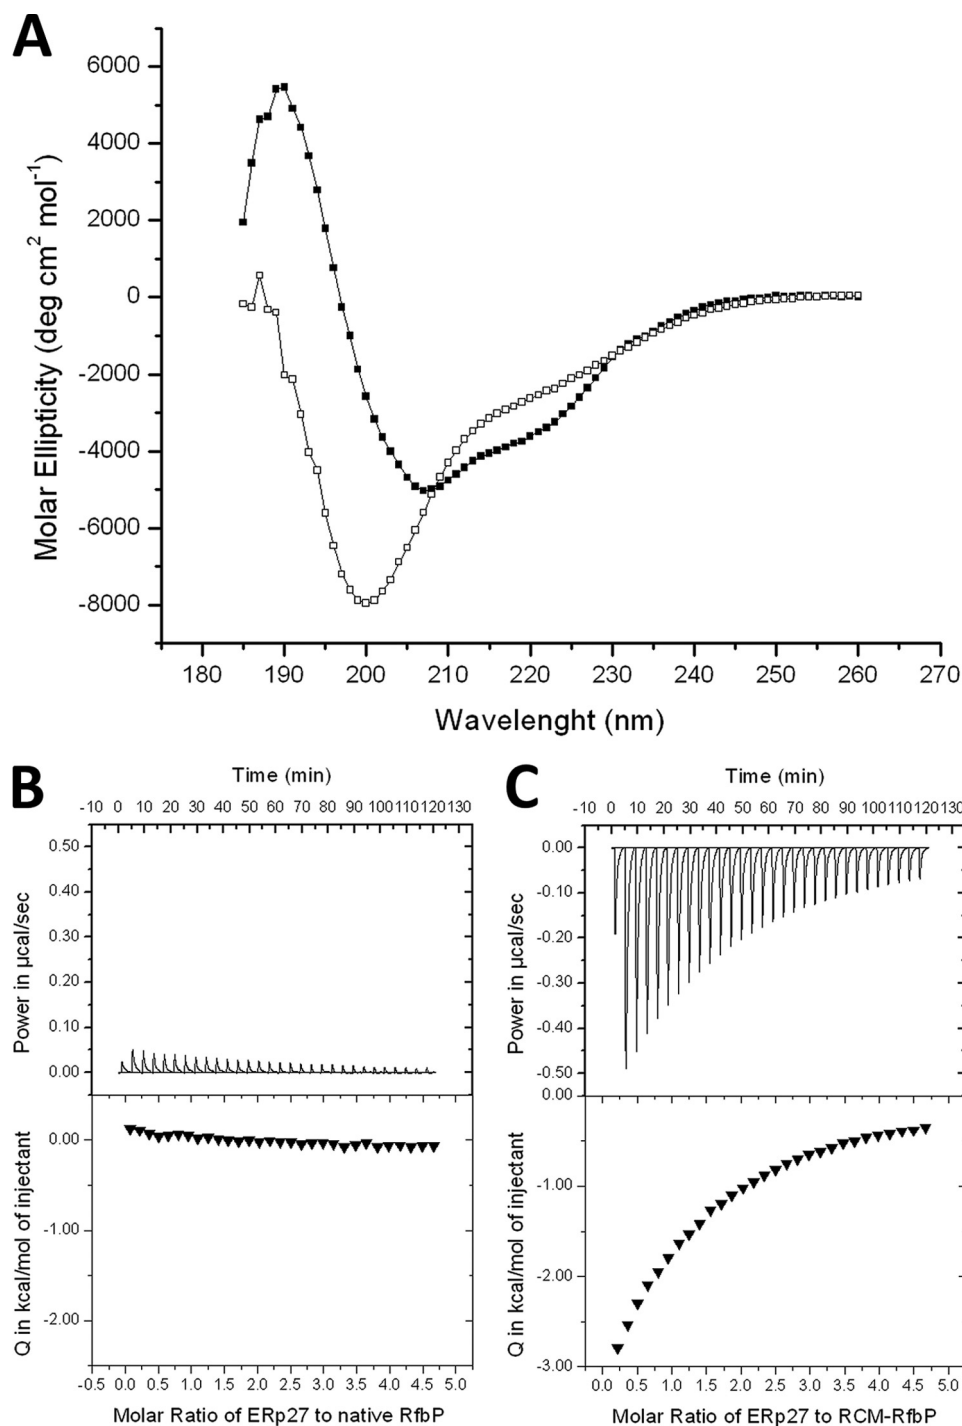 A
Molar Ellipticity (deg cm² mol⁻¹)
6000
4000
2000
0
-2000
-4000
-6000
-8000
180 190 200 210 220 230 240 250 260 270
Wavelenght (nm)
B
Time (min)
-10 0 10 20 30 40 50 60 70 80 90 100 110 120 130
Power in µcal/sec
0.50
0.40
0.30
0.20
0.10
0.00
Q in kcal/mol of injectant
0.00
-1.00
-2.00
-0.5 0.0 0.5 1.0 1.5 2.0 2.5 3.0 3.5 4.0 4.5 5.0
Molar Ratio of ERp27 to native RfbP
C
Time (min)
-10 0 10 20 30 40 50 60 70 80 90 100 110 120 130
Power in µcal/sec
0.00
-0.10
-0.20
-0.30
-0.40
-0.50
Q in kcal/mol of injectant
0.00
-1.00
-2.00
-3.00
0.0 0.5 1.0 1.5 2.0 2.5 3.0 3.5 4.0 4.5 5.0
Molar Ratio of ERp27 to RCM-RfbP